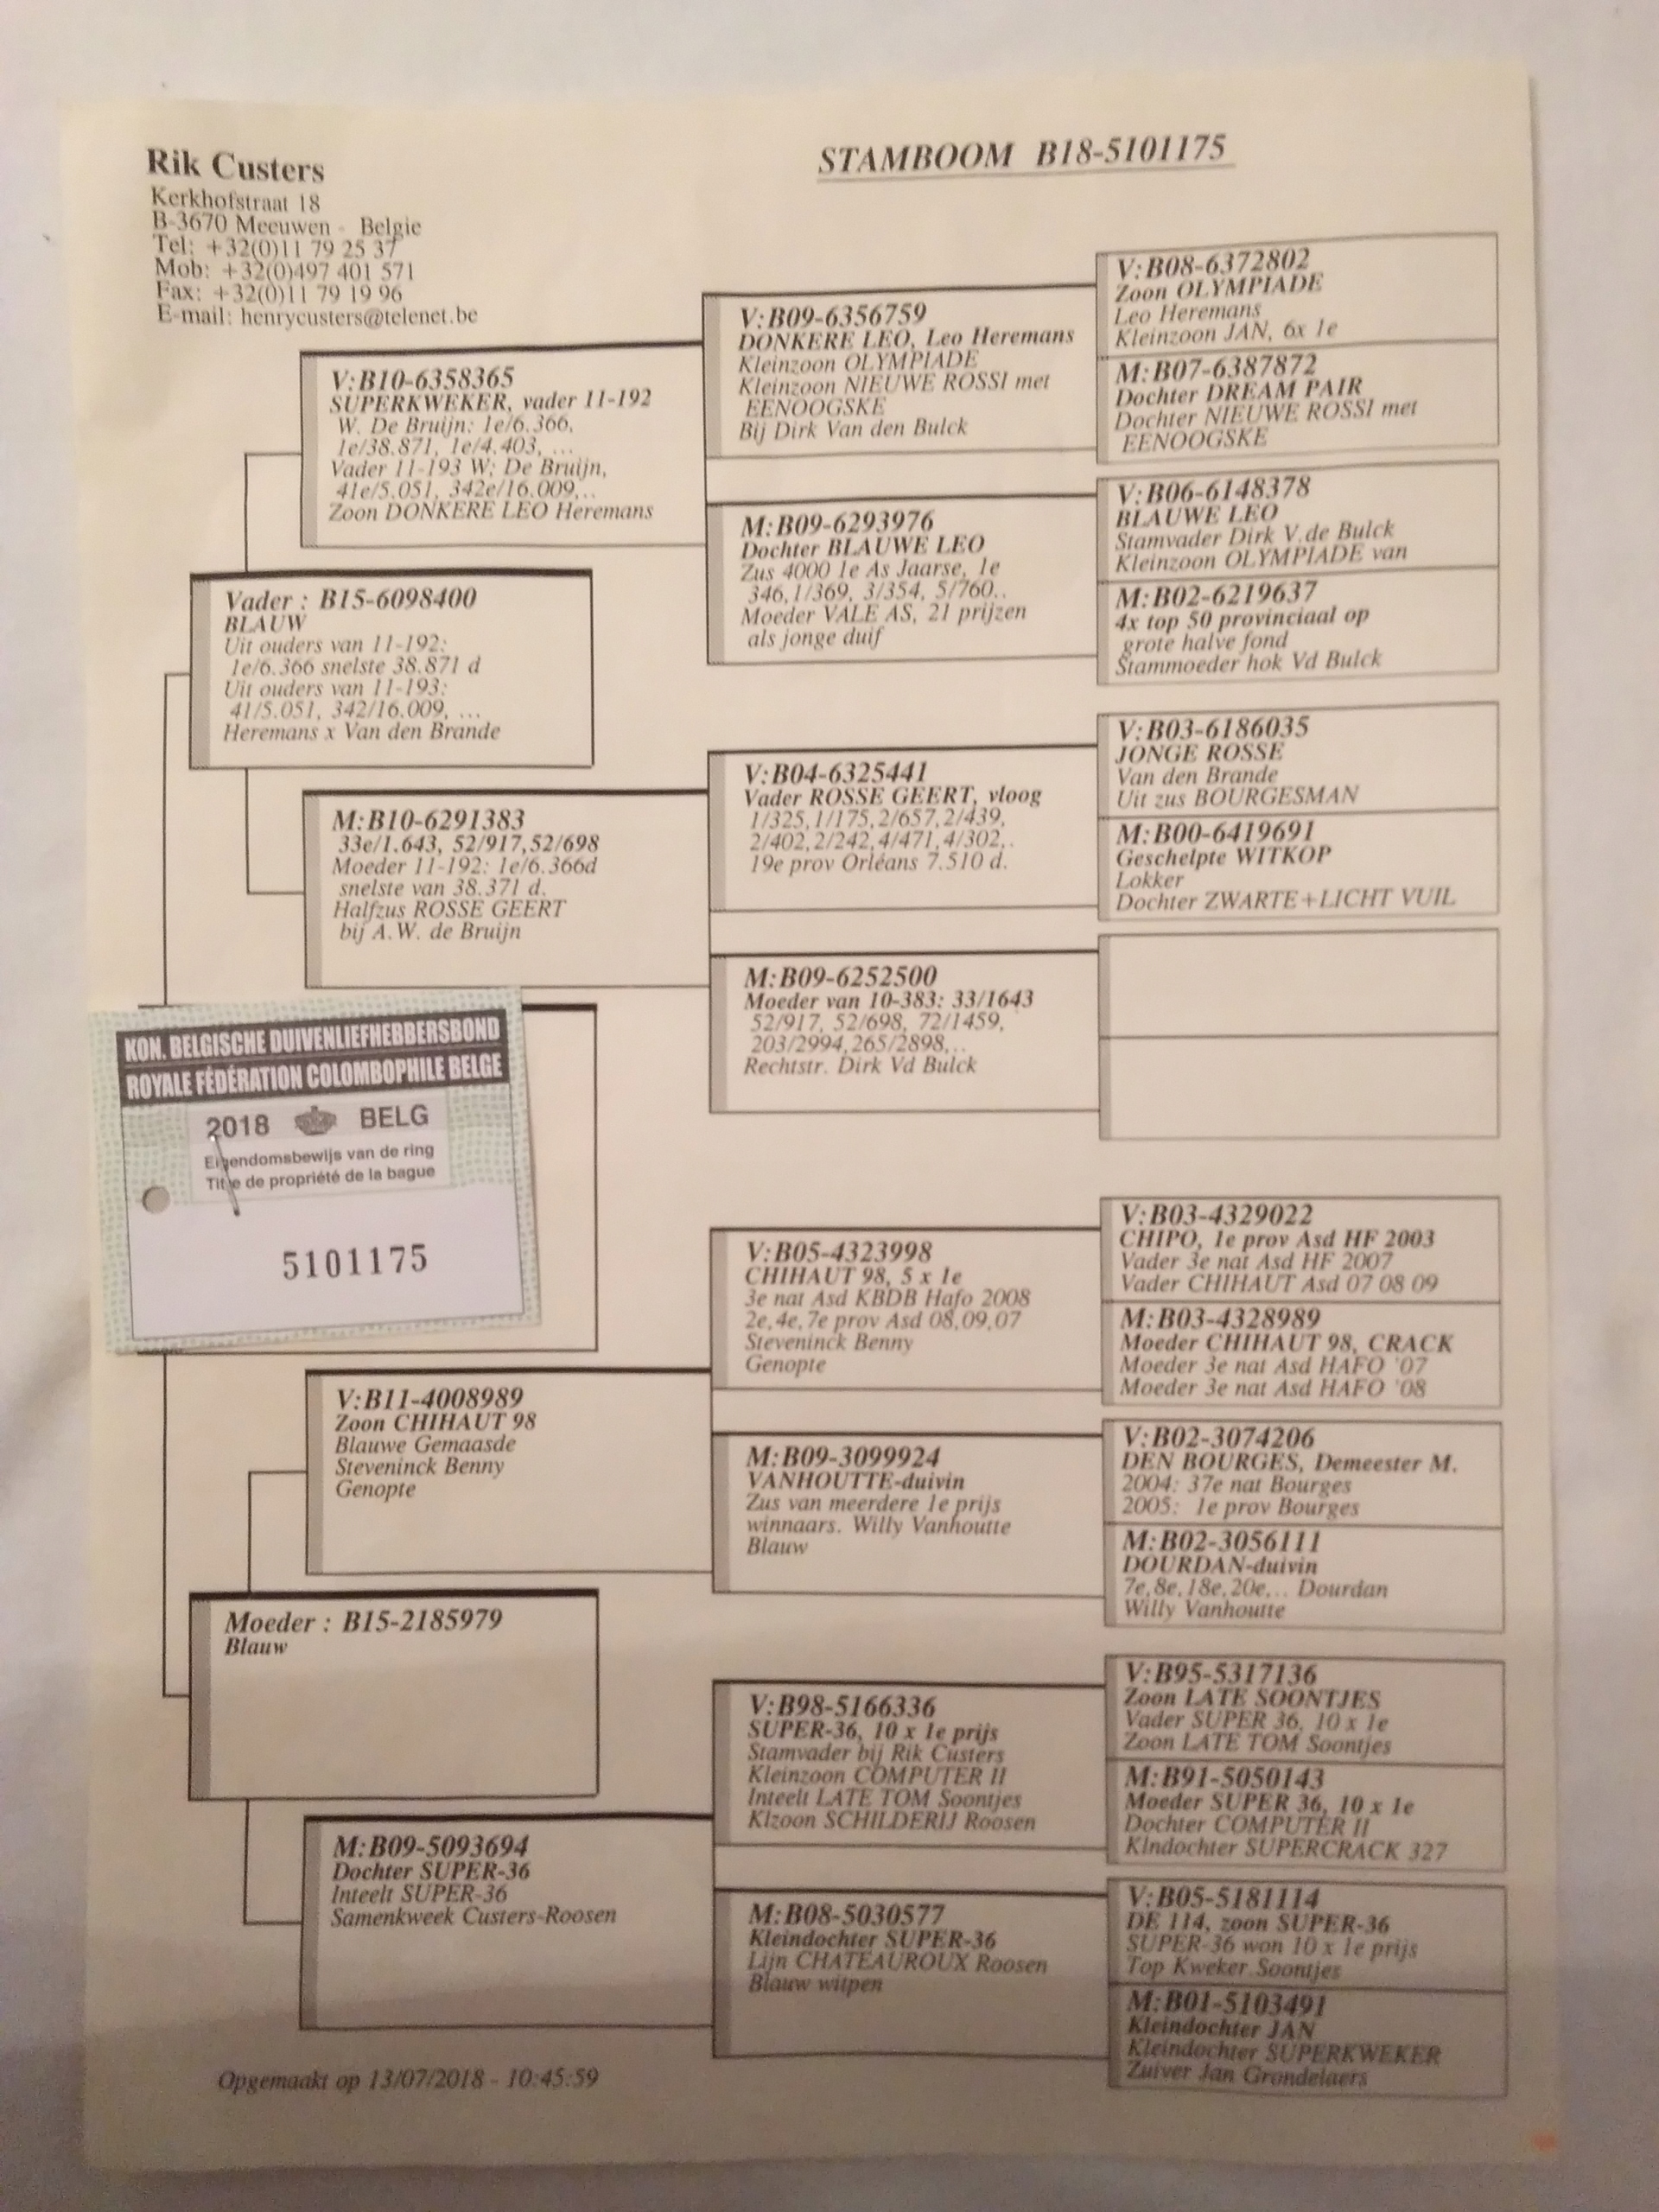 Rik Custers
Kerkhofstraat 18
B-3670 Meeuwen - Belgie
Tel: +32(0)11 79 25 37
Mob: +32(0)497 401 571
Fax: +32(0)11 79 19 96
E-mail: henrycusters@telenet.be
STAMBOOM B18-5101175
V:B10-6358365
SUPERKWEKER, vader 11-192
W. De Bruijn: 1e/6.366,
1e/38.871, 1e/4.403, ...
Vader 11-193 W; De Bruijn,
41e/5.051, 342e/16.009,..
Zoon DONKERE LEO Heremans
Vader : B15-6098400
BLAUW
Uit ouders van 11-192:
1e/6.366 snelste 38.871 d
Uit ouders van 11-193:
41/5.051, 342/16.009, ...
Heremans x Van den Brande
M:B10-6291383
33e/1.643, 52/917,52/698
Moeder 11-192: 1e/6.366d
snelste van 38.371 d.
Halfzus ROSSE GEERT
bij A.W. de Bruijn
V:B09-6356759
DONKERE LEO, Leo Heremans
Kleinzoon OLYMPIADE
Kleinzoon NIEUWE ROSSI met
EENOOGSKE
Bij Dirk Van den Bulck
M:B09-6293976
Dochter BLAUWE LEO
Zus 4000 1e As Jaarse, 1e
346,1/369, 3/354, 5/760..
Moeder VALE AS, 21 prijzen
als jonge duif
V:B04-6325441
Vader ROSSE GEERT, vloog
1/325,1/175,2/657,2/439,
2/402,2/242,4/471,4/302,.
19e prov Orléans 7.510 d.
M:B09-6252500
Moeder van 10-383: 33/1643
52/917, 52/698, 72/1459,
203/2994,265/2898,..
Rechtstr. Dirk Vd Bulck
V:B08-6372802
Zoon OLYMPIADE
Leo Heremans
Kleinzoon JAN, 6x 1e
M:B07-6387872
Dochter DREAM PAIR
Dochter NIEUWE ROSSI met
EENOOGSKE
V:B06-6148378
BLAUWE LEO
Stamvader Dirk V.de Bulck
Kleinzoon OLYMPIADE van
M:B02-6219637
4x top 50 provinciaal op
grote halve fond
Stammoeder hok Vd Bulck
V:B03-6186035
JONGE ROSSE
Van den Brande
Uit zus BOURGESMAN
M:B00-6419691
Geschelpte WITKOP
Lokker
Dochter ZWARTE+LICHT VUIL
KON. BELGISCHE DUIVENLIEFHEBBERSBOND
ROYALE FÉDÉRATION COLOMBOPHILE BELGE
2018 BELG
Eigendomsbewijs van de ring
Titre de propriété de la bague
5101175
V:B11-4008989
Zoon CHIHAUT 98
Blauwe Gemaasde
Steveninck Benny
Genopte
Moeder : B15-2185979
Blauw
M:B09-5093694
Dochter SUPER-36
Inteelt SUPER-36
Samenkweek Custers-Roosen
V:B05-4323998
CHIHAUT 98, 5 x 1e
3e nat Asd KBDB Hafo 2008
2e,4e,7e prov Asd 08,09,07
Steveninck Benny
Genopte
M:B09-3099924
VANHOUTTE-duivin
Zus van meerdere 1e prijs
winnaars. Willy Vanhoutte
Blauw
V:B98-5166336
SUPER-36, 10 x 1e prijs
Stamvader bij Rik Custers
Kleinzoon COMPUTER II
Inteelt LATE TOM Soontjes
Klzoon SCHILDERIJ Roosen
M:B08-5030577
Kleindochter SUPER-36
Lijn CHATEAUROUX Roosen
Blauw witpen
V:B03-4329022
CHIPO, 1e prov Asd HF 2003
Vader 3e nat Asd HF 2007
Vader CHIHAUT Asd 07 08 09
M:B03-4328989
Moeder CHIHAUT 98, CRACK
Moeder 3e nat Asd HAFO '07
Moeder 3e nat Asd HAFO '08
V:B02-3074206
DEN BOURGES, Demeester M.
2004: 37e nat Bourges
2005: 1e prov Bourges
M:B02-3056111
DOURDAN-duivin
7e,8e,18e,20e,.. Dourdan
Willy Vanhoutte
V:B95-5317136
Zoon LATE SOONTJES
Vader SUPER 36, 10 x 1e
Zoon LATE TOM Soontjes
M:B91-5050143
Moeder SUPER 36, 10 x 1e
Dochter COMPUTER II
Kindochter SUPERCRACK 327
V:B05-5181114
DE 114, zoon SUPER-36
SUPER-36 won 10 x 1e prijs
Top Kweker Soontjes
M:B01-5103491
Kleindochter JAN
Kleindochter SUPERKWEKER
Zuiver Jan Grondelaers
Opgemaakt op 13/07/2018 - 10:45:59